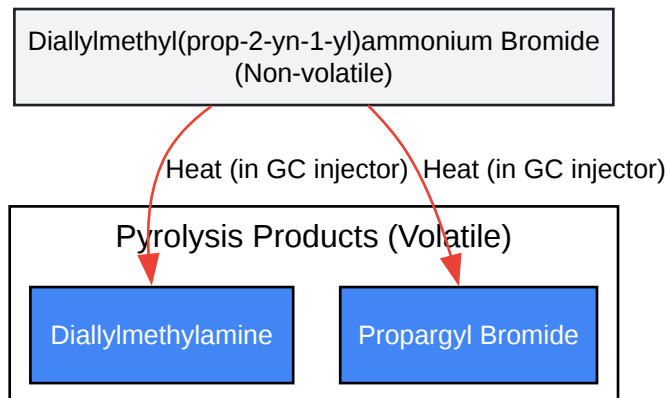 Diallylmethyl(prop-2-yn-1-yl)ammonium Bromide
(Non-volatile)
Heat (in GC injector)
Heat (in GC injector)
Pyrolysis Products (Volatile)
Diallylmethylamine
Propargyl Bromide